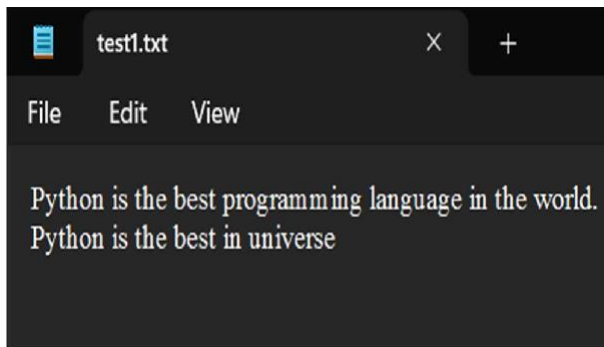 test1.txt
File Edit View
Python is the best programming language in the world.
Python is the best in universe